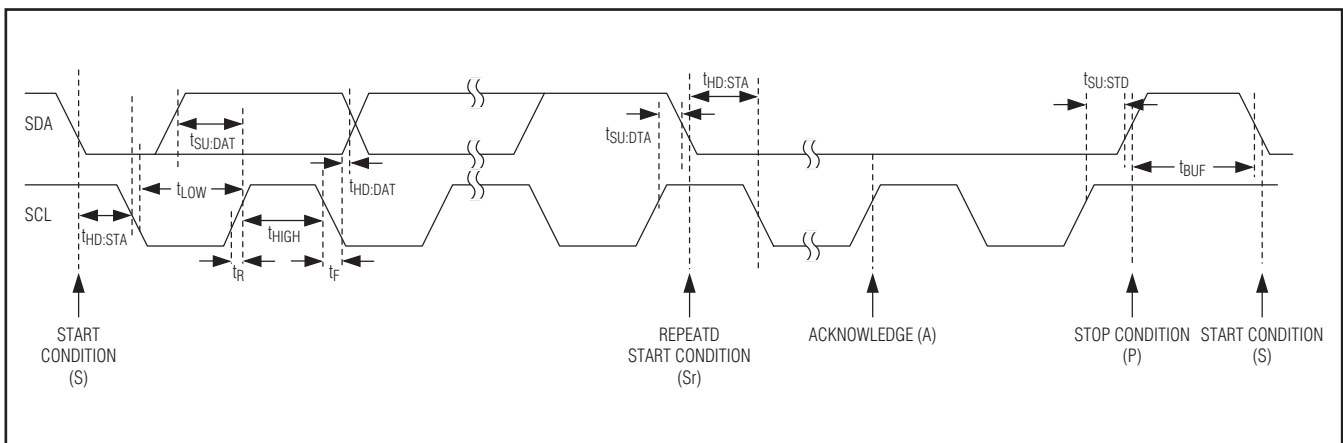 tHD:STA
tSU:STD
SDA
tSU:DAT
tSU:DTA
tHD:DAT
tLOW
tBUF
SCL
tHD:STA
tHIGH
tR
tF
START
CONDITION
(S)
REPEATD
START CONDITION
(Sr)
ACKNOWLEDGE (A)
STOP CONDITION
(P)
START CONDITION
(S)